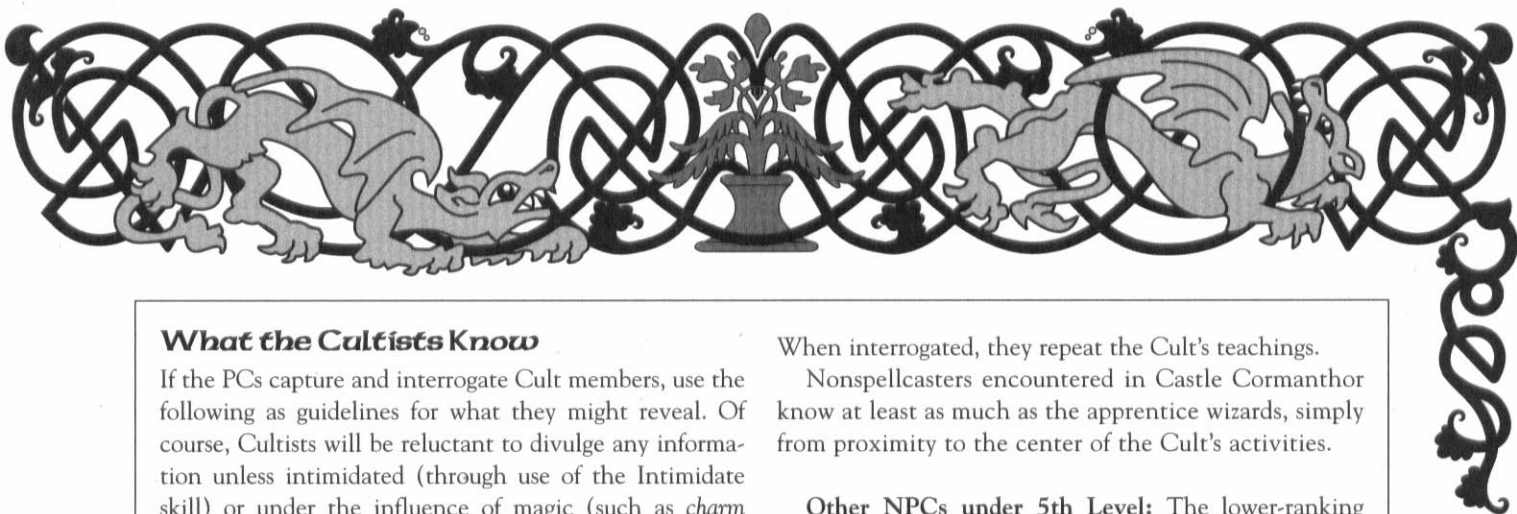 What the Cultists Know
If the PCs capture and interrogate Cult members, use the
following as guidelines for what they might reveal. Of
course, Cultists will be reluctant to divulge any informa-
tion unless intimidated (through use of the Intimidate
skill) or under the influence of magic (such as charm
When interrogated, they repeat the Cult's teachings.
Nonspellcasters encountered in Castle Cormanthor
know at least as much as the apprentice wizards, simply
from proximity to the center of the Cult's activities.
Other NPCs under 5th Level: The lower-ranking